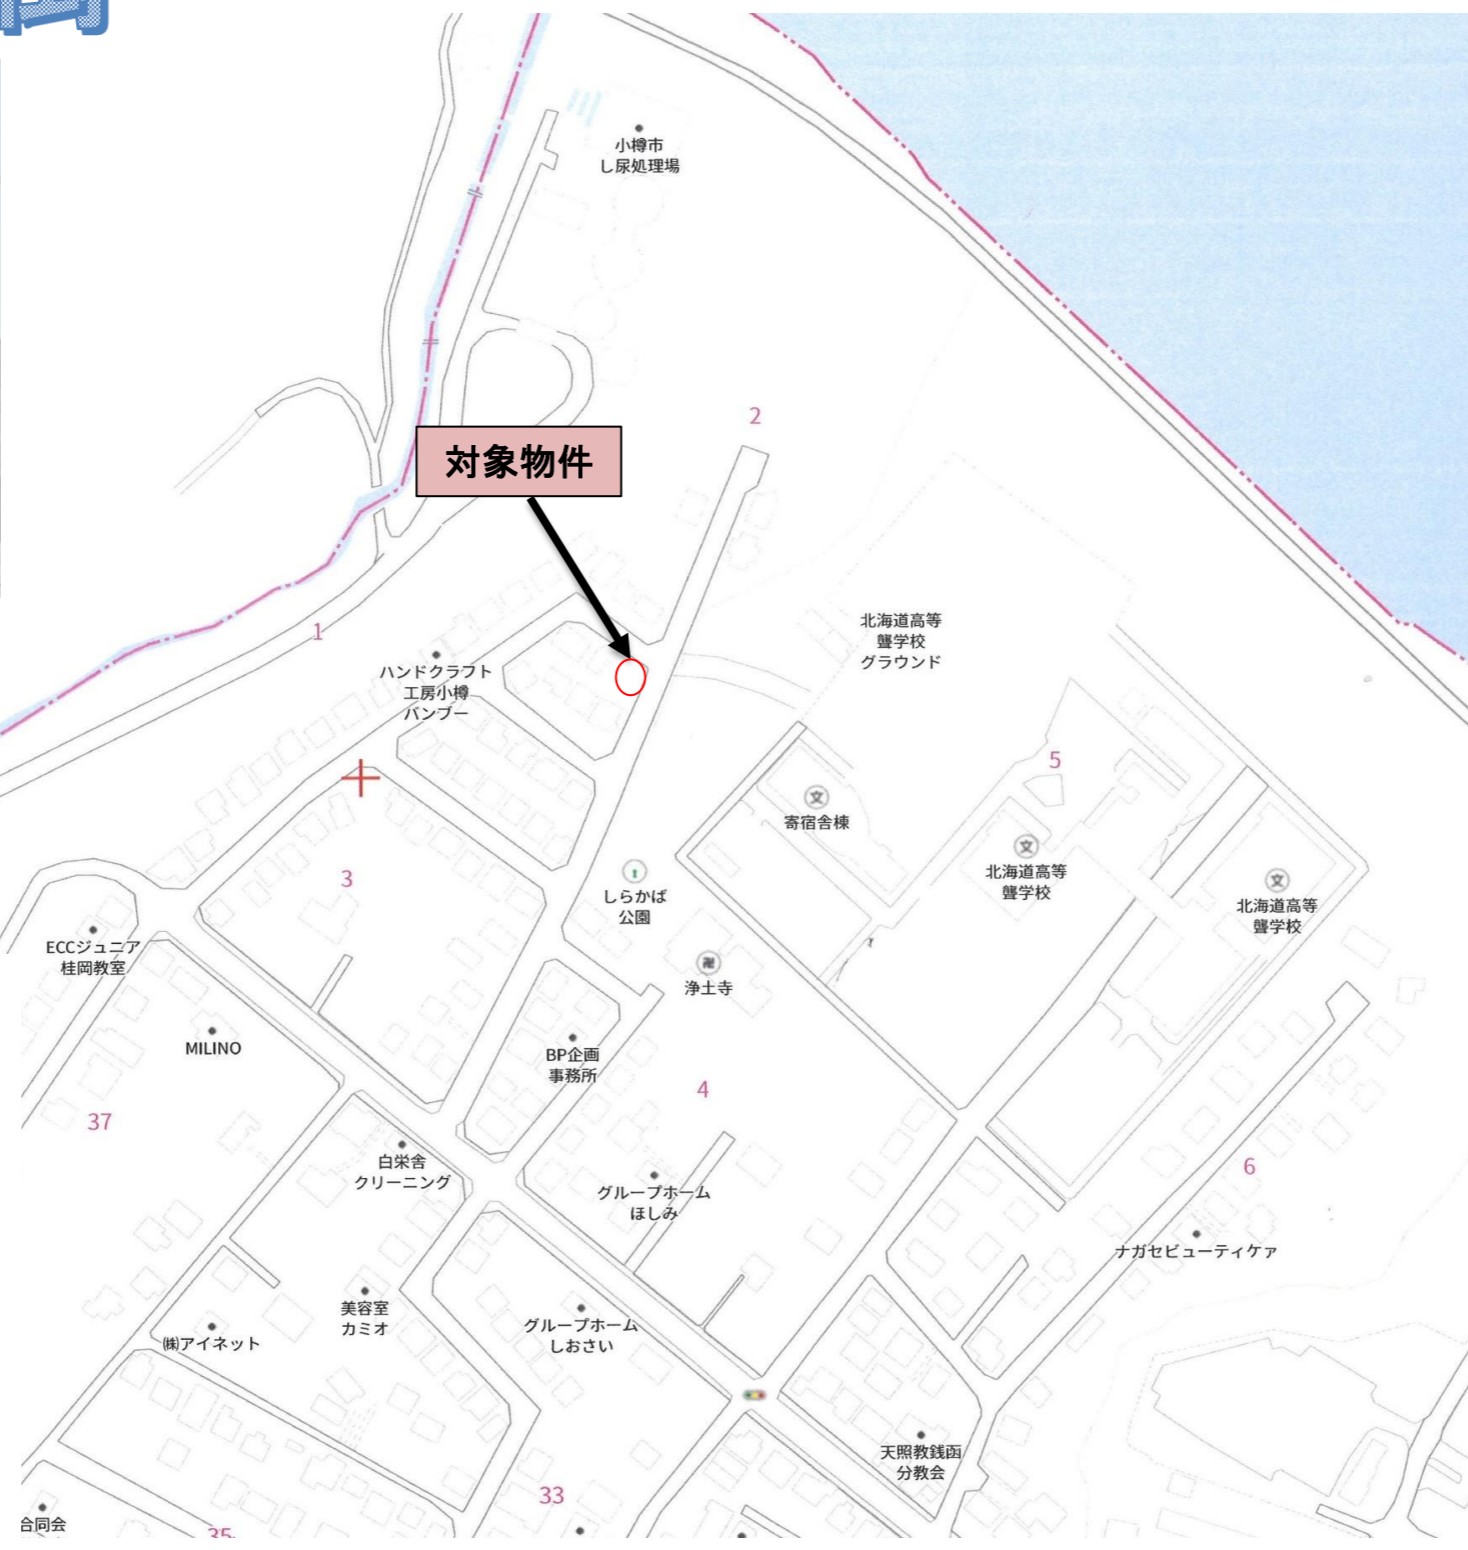 小樽市
し尿処理場
2
対象物件
1
ハンドクラフト
工房小樽
バンブー
北海道高等
聾学校
グラウンド
5
文
寄宿舎棟
文
北海道高等
聾学校
文
北海道高等
聾学校
3
しらかば
公園
ECCジュニア
桂岡教室
卍
浄土寺
MILINO
BP企画
事務所
4
37
白栄舎
クリーニング
グループホーム
ほしみ
6
ナガセビューティケァ
美容室
カミオ
グループホーム
しおさい
㈱アイネット
天照教銭函
分教会
33
合同会
35